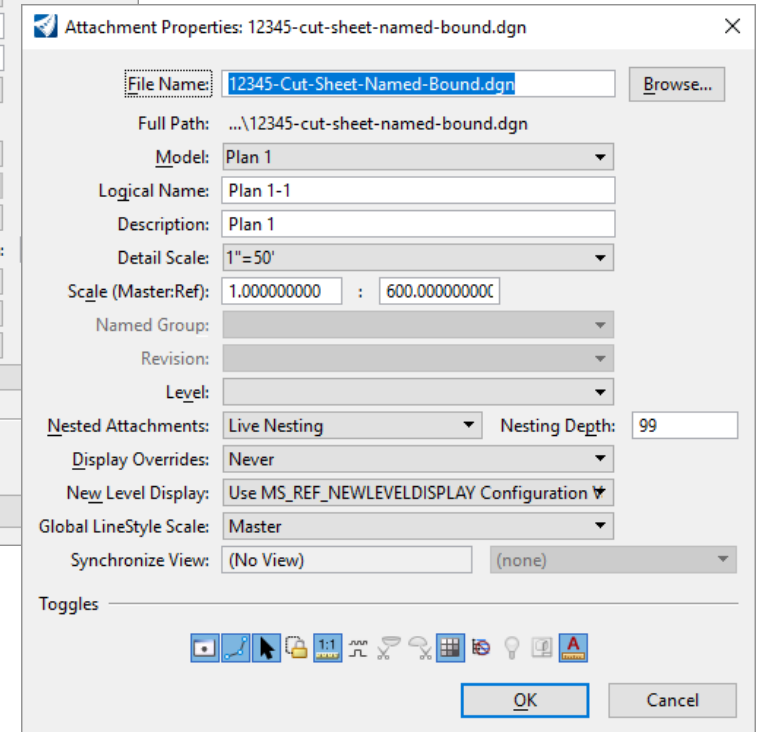 Attachment Properties: 12345-cut-sheet-named-bound.dgn
File Name: 12345-Cut-Sheet-Named-Bound.dgn Browse...
Full Path: ...\12345-cut-sheet-named-bound.dgn
Model: Plan 1
Logical Name: Plan 1-1
Description: Plan 1
Detail Scale: 1"=50'
Scale (Master:Ref): 1.000000000 : 600.000000000
Named Group:
Revision:
Level:
Nested Attachments: Live Nesting Nesting Depth: 99
Display Overrides: Never
New Level Display: Use MS_REF_NEWLEVELDISPLAY Configuration
Global LineStyle Scale: Master
Synchronize View: (No View) (none)
Toggles
1:1 A
OK Cancel